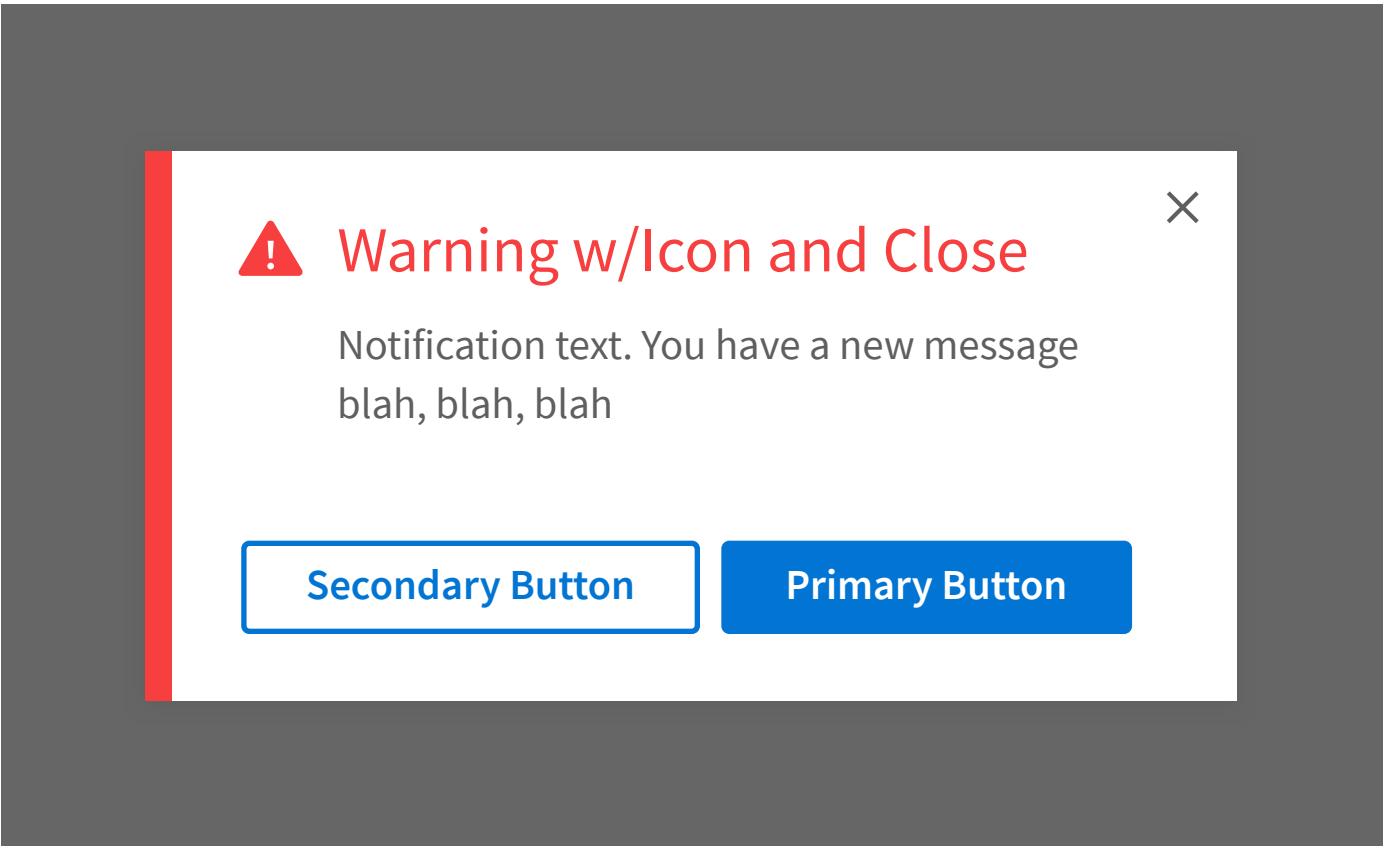 Warning w/Icon and Close
Notification text. You have a new message
blah, blah, blah
Secondary Button
Primary Button